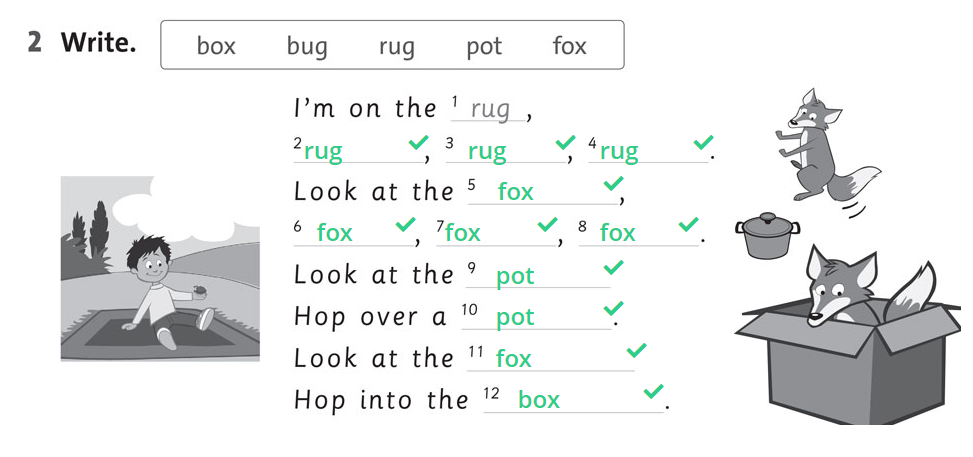 2 Write.
box bug rug pot fox
I'm on the 1 rug,
2 rug, 3 rug, 4 rug.
Look at the 5 fox,
6 fox, 7 fox, 8 fox.
Look at the 9 pot
Hop over a 10 pot.
Look at the 11 fox
Hop into the 12 box.